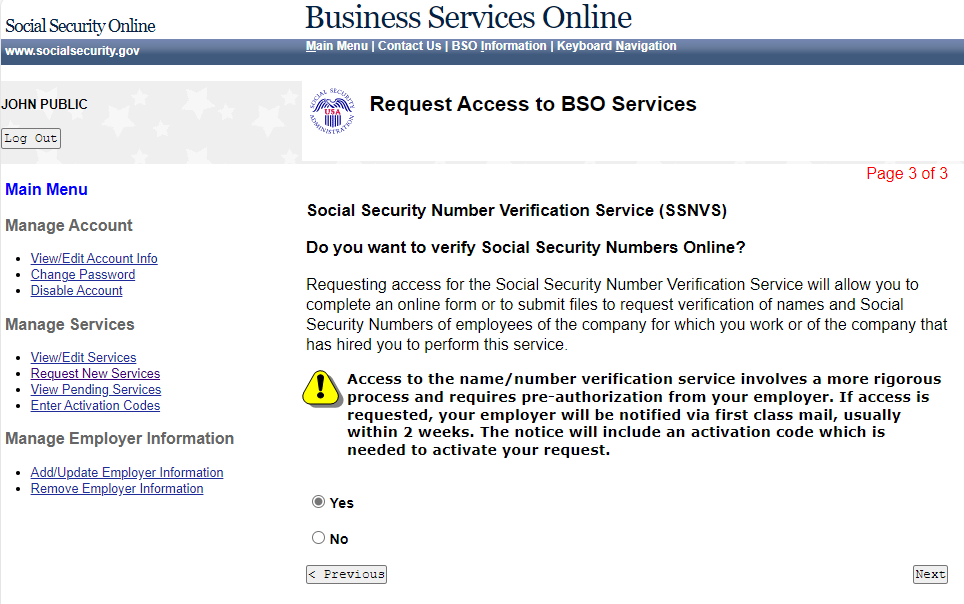 Social Security Online
Business Services Online
www.socialsecurity.gov
Main Menu | Contact Us | BSO Information | Keyboard Navigation
JOHN PUBLIC
Log Out
SOCIAL SECURITY ADMINISTRATION
USA
Request Access to BSO Services
Page 3 of 3
Main Menu
Manage Account
• View/Edit Account Info
• Change Password
• Disable Account
Manage Services
• View/Edit Services
• Request New Services
• View Pending Services
• Enter Activation Codes
Manage Employer Information
• Add/Update Employer Information
• Remove Employer Information
Social Security Number Verification Service (SSNVS)
Do you want to verify Social Security Numbers Online?
Requesting access for the Social Security Number Verification Service will allow you to
complete an online form or to submit files to request verification of names and Social
Security Numbers of employees of the company for which you work or of the company that
has hired you to perform this service.
Access to the name/number verification service involves a more rigorous
process and requires pre-authorization from your employer. If access is
requested, your employer will be notified via first class mail, usually
within 2 weeks. The notice will include an activation code which is
needed to activate your request.
Yes
No
< Previous
Next